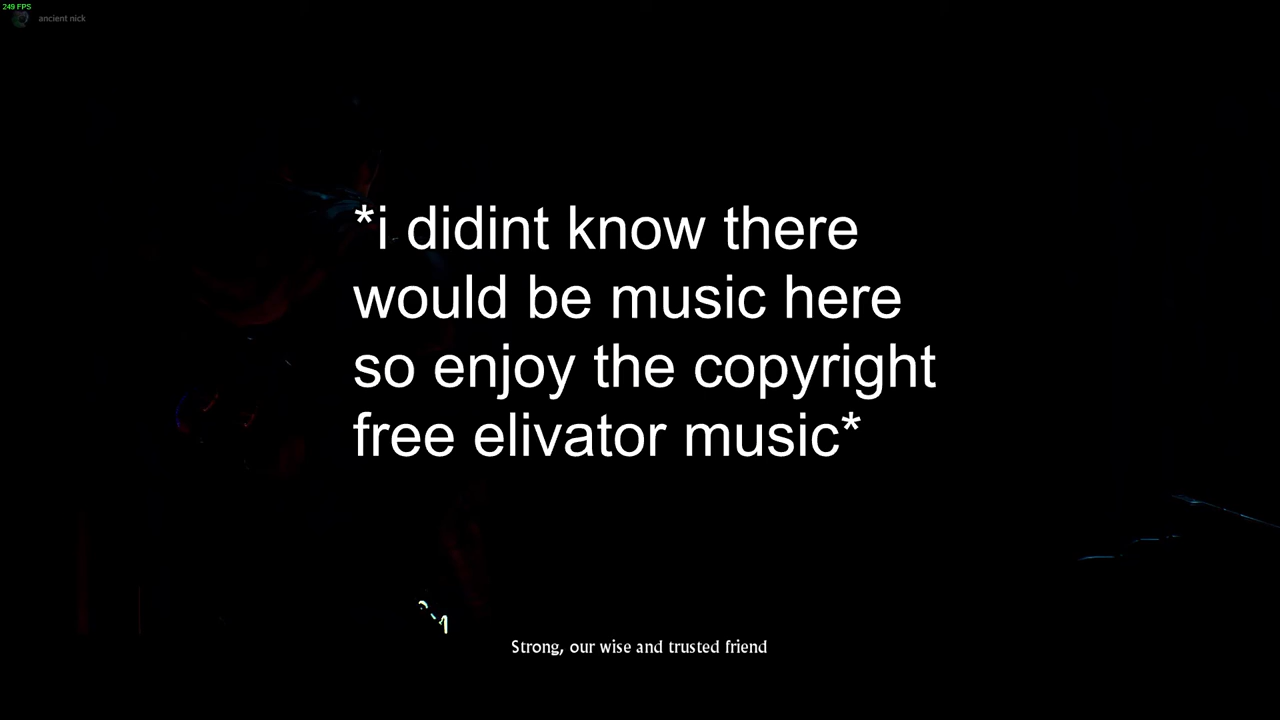 249 FPS
ancient nick
*i didint know there
would be music here
so enjoy the copyright
free elivator music*
Strong, our wise and trusted friend